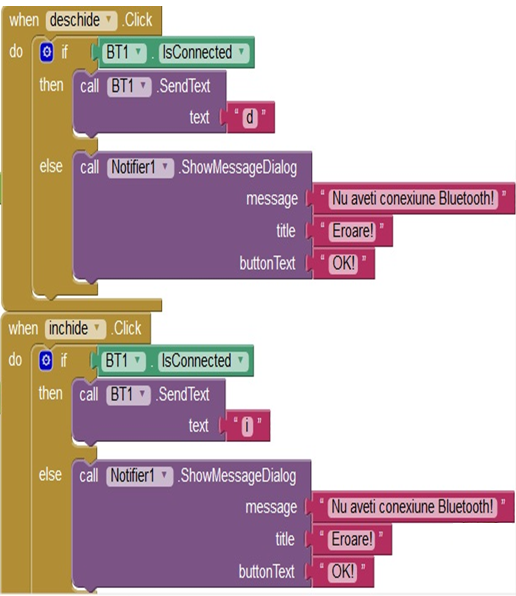 when deschide .Click
do if BT1 . IsConnected
then call BT1 .SendText
text "d"
else call Notifier1 .ShowMessageDialog
message "Nu aveti conexiune Bluetooth!"
title "Eroare!"
buttonText "OK!"
when inchide .Click
do if BT1 . IsConnected
then call BT1 .SendText
text "i"
else call Notifier1 .ShowMessageDialog
message "Nu aveti conexiune Bluetooth!"
title "Eroare!"
buttonText "OK!"